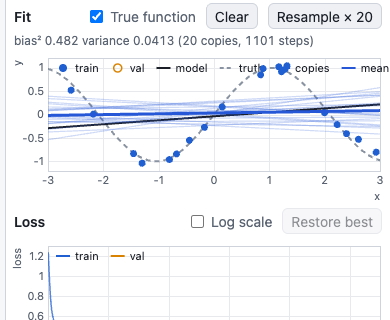 Fit True function Clear Resample × 20
bias² 0.482 variance 0.0413 (20 copies, 1101 steps)
y
train val model truth copies mean
0.5
0
-0.5
-1
-3 -2 -1 0 1 2 3
x
Loss Log scale Restore best
loss
train val
1.2
1
0.8
0.6